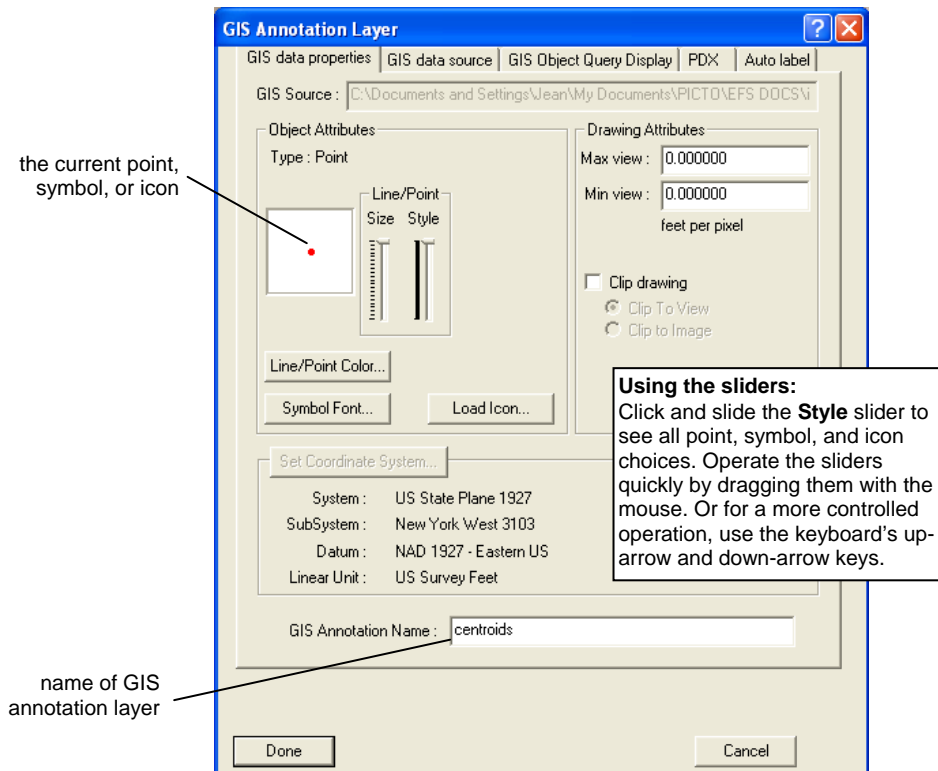 GIS Annotation Layer
GIS data properties GIS data source GIS Object Query Display PDX Auto label
GIS Source : C:\Documents and Settings\Jean\My Documents\PICTO\EFS DOCS\i
Object Attributes
Type : Point
Line/Point
Size Style
Line/Point Color...
Symbol Font...
Load Icon...
Drawing Attributes
Max view : 0.000000
Min view : 0.000000
feet per pixel
Clip drawing
Clip To View
Clip to Image
the current point,
symbol, or icon
Using the sliders:
Click and slide the Style slider to
see all point, symbol, and icon
choices. Operate the sliders
quickly by dragging them with the
mouse. Or for a more controlled
operation, use the keyboard's up-
arrow and down-arrow keys.
Set Coordinate System...
System : US State Plane 1927
SubSystem : New York West 3103
Datum : NAD 1927 - Eastern US
Linear Unit : US Survey Feet
GIS Annotation Name : centroids
name of GIS
annotation layer
Done
Cancel